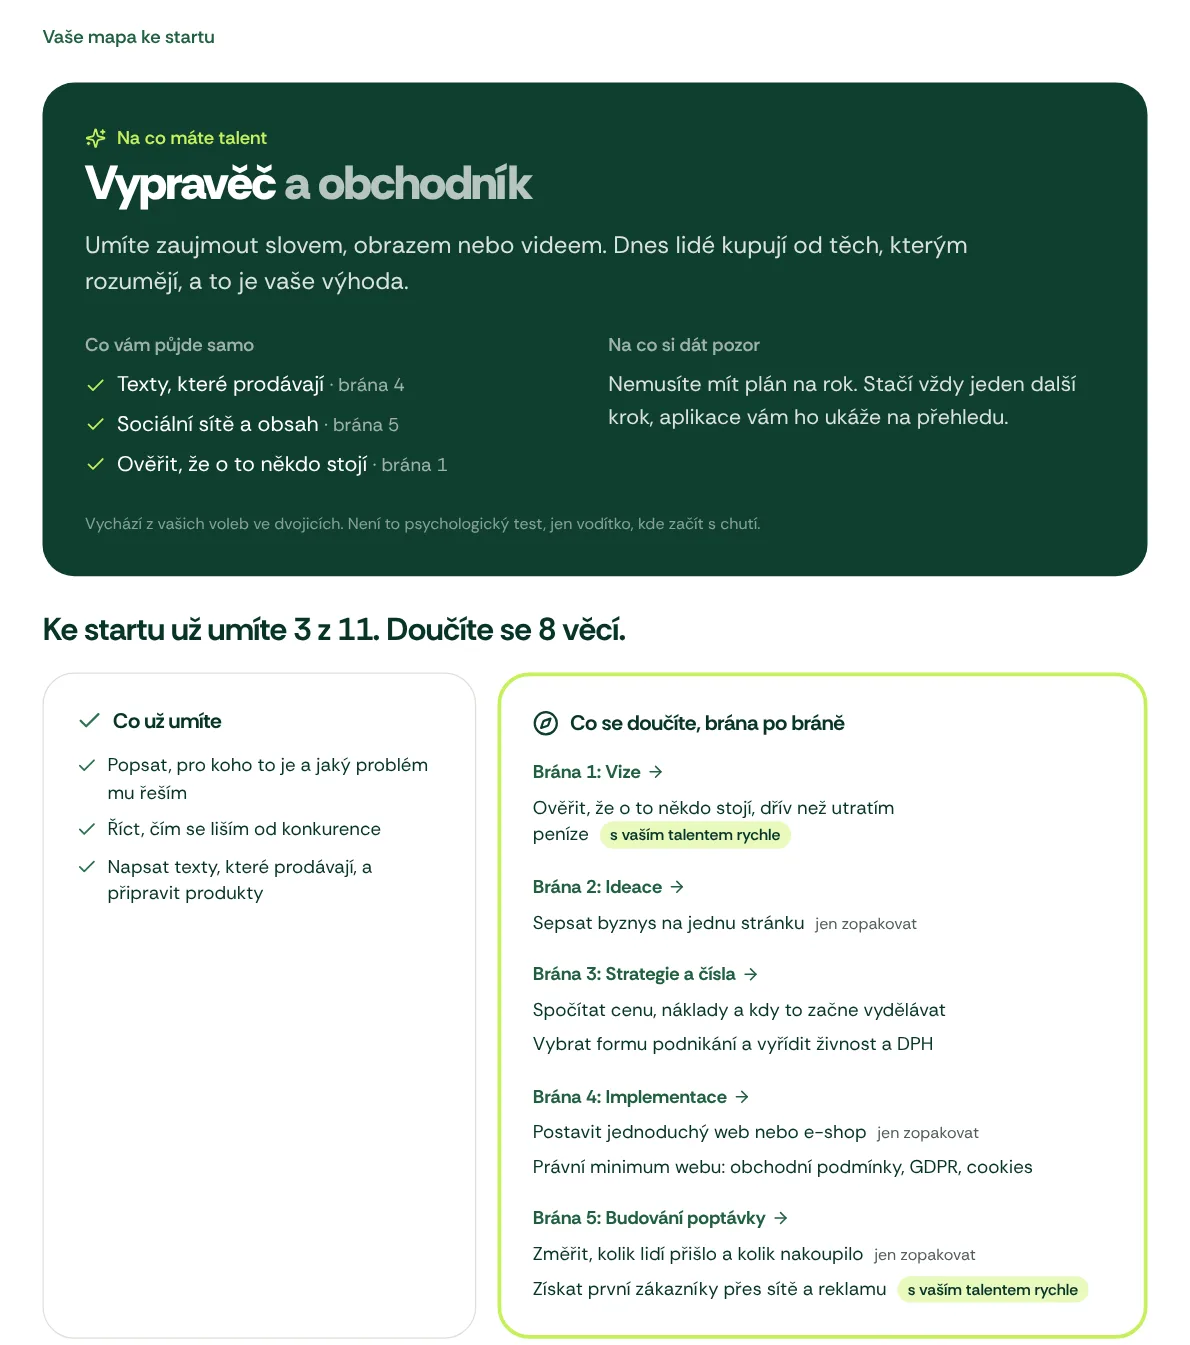 Vaše mapa ke startu
Na co máte talent
Vypravěč a obchodník
Umíte zaujmout slovem, obrazem nebo videem. Dnes lidé kupují od těch, kterým
rozumějí, a to je vaše výhoda.
Co vám půjde samo
Texty, které prodávají · brána 4
Sociální sítě a obsah · brána 5
Ověřit, že o to někdo stojí · brána 1
Na co si dát pozor
Nemusíte mít plán na rok. Stačí vždy jeden další
krok, aplikace vám ho ukáže na přehledu.
Vychází z vašich voleb ve dvojicích. Není to psychologický test, jen vodítko, kde začít s chutí.
Ke startu už umíte 3 z 11. Doučíte se 8 věcí.
Co už umíte
Popsat, pro koho to je a jaký problém
mu řeším
Říct, čím se liším od konkurence
Napsat texty, které prodávají, a
připravit produkty
Co se doučíte, brána po bráně
Brána 1: Vize →
Ověřit, že o to někdo stojí, dřív než utratím
peníze s vaším talentem rychle
Brána 2: Ideace →
Sepsat byznys na jednu stránku jen zopakovat
Brána 3: Strategie a čísla →
Spočítat cenu, náklady a kdy to začne vydělávat
Vybrat formu podnikání a vyřídit živnost a DPH
Brána 4: Implementace →
Postavit jednoduchý web nebo e-shop jen zopakovat
Právní minimum webu: obchodní podmínky, GDPR, cookies
Brána 5: Budování poptávky →
Změřit, kolik lidí přišlo a kolik nakoupilo jen zopakovat
Získat první zákazníky přes sítě a reklamu s vaším talentem rychle